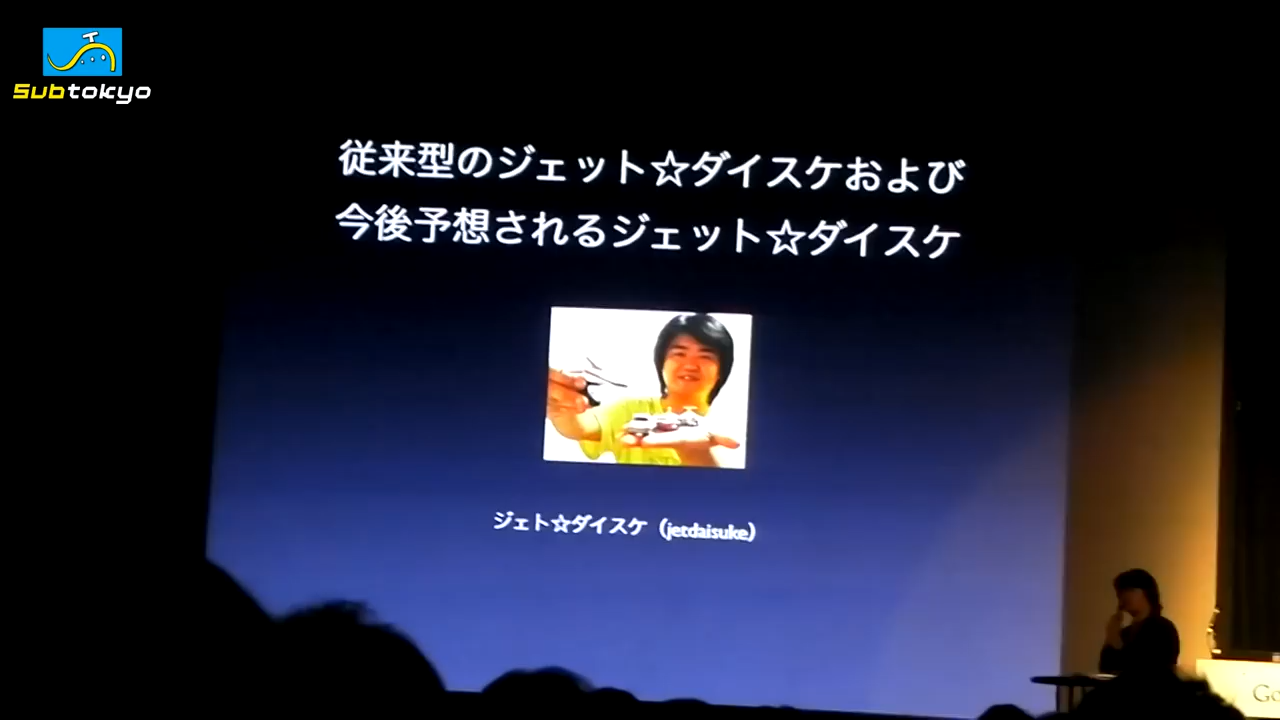 Subtokyo
従来型のジェット☆ダイスケおよび
今後予想されるジェット☆ダイスケ
ジェト☆ダイスケ（jetdaisuke）